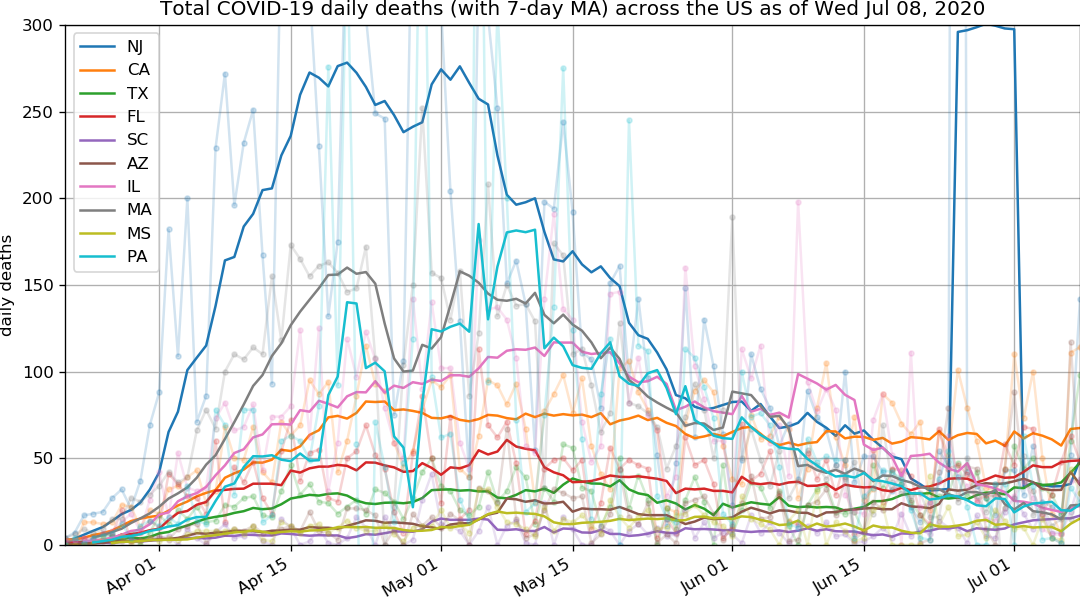 Total COVID-19 daily deaths (with 7-day MA) across the US as of Wed Jul 08, 2020
daily deaths
300
250
200
150
100
50
0
NJ
CA
TX
FL
SC
AZ
IL
MA
MS
PA
Apr 01
Apr 15
May 01
May 15
Jun 01
Jun 15
Jul 01